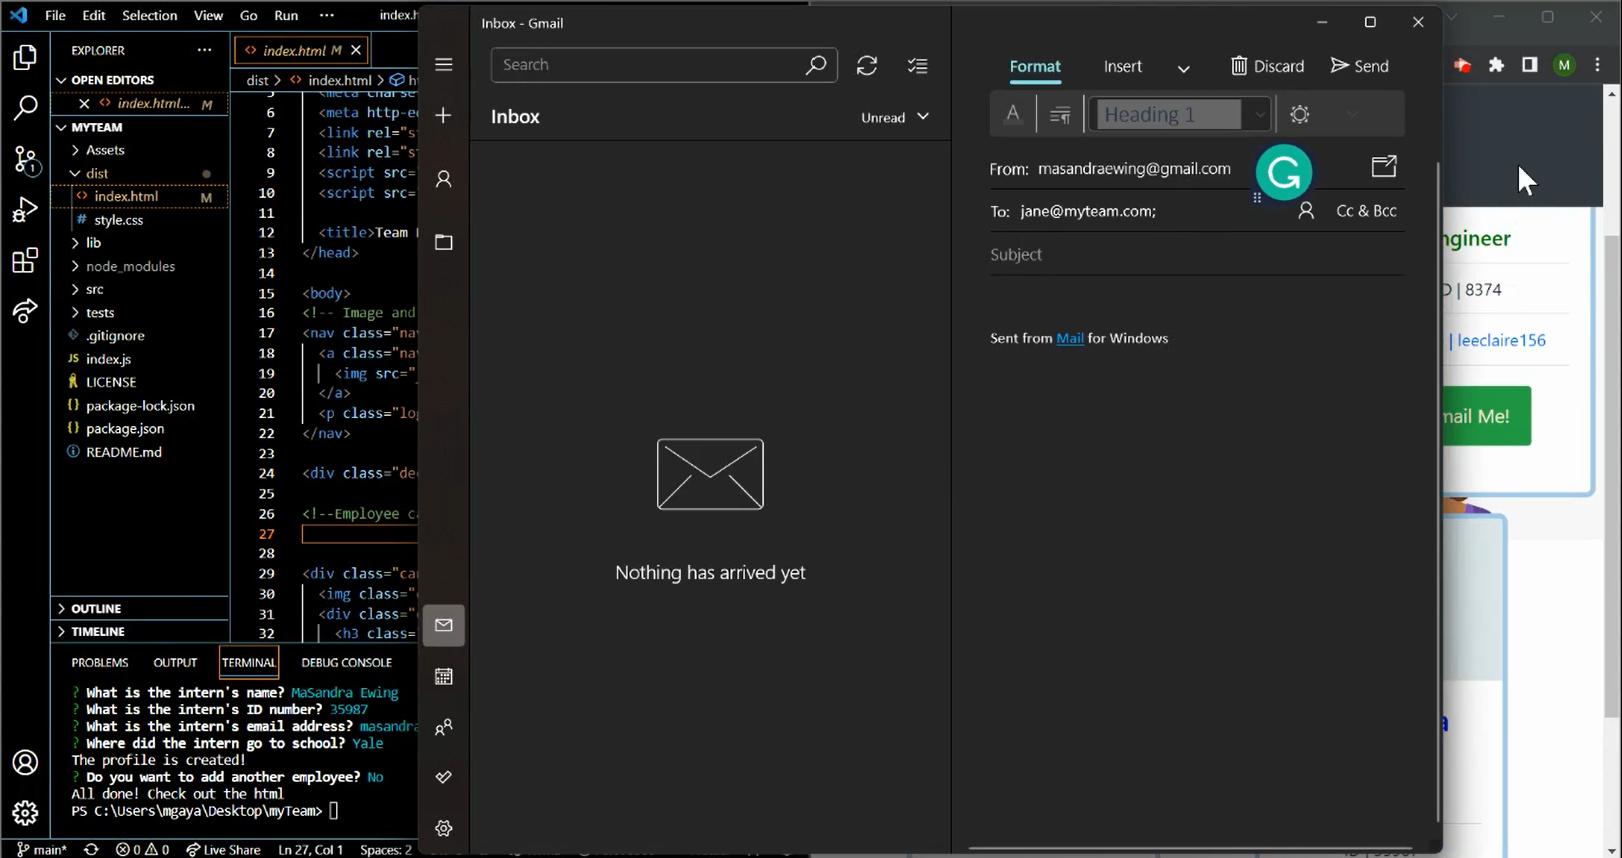 File Edit Selection View Go Run ··· index.h
EXPLORER ···
OPEN EDITORS
index.html... M
MYTEAM
Assets
dist
index.html M
# style.css
lib
node_modules
src
tests
.gitignore
JS index.js
LICENSE
{} package-lock.json
{} package.json
README.md
OUTLINE
TIMELINE
index.html M
dist > index.html >
5 <meta charse
6 <meta http-eq
7 <link rel="st
8 <link rel="st
9 <script src=
10 <script src=
11
12 <title>Team
13 </head>
14
15 <body>
16 <!-- Image and
17 <nav class="nav
18 <a class="nav
19 <img src="
20 </a>
21 <p class="log
22 </nav>
23
24 <div class="de
25
26 <!--Employee ca
27
28
29 <div class="car
30 <img class="
31 <div class="
32 <h3 class="
PROBLEMS OUTPUT TERMINAL DEBUG CONSOLE
? What is the intern's name? MaSandra Ewing
? What is the intern's ID number? 35987
? What is the intern's email address? masandra
? Where did the intern go to school? Yale
The profile is created!
? Do you want to add another employee? No
All done! Check out the html
PS C:\Users\mgaya\Desktop\myTeam>
main* 0 0 Live Share Ln 27, Col 1 Spaces: 2
Inbox - Gmail
Search
Inbox
Unread
Nothing has arrived yet
Format Insert Discard Send
A Heading 1
From: masandraewing@gmail.com
G
To: jane@myteam.com; Cc & Bcc
Subject
Sent from Mail for Windows
M
ngineer
D | 8374
| leeclaire156
mail Me!
a
1